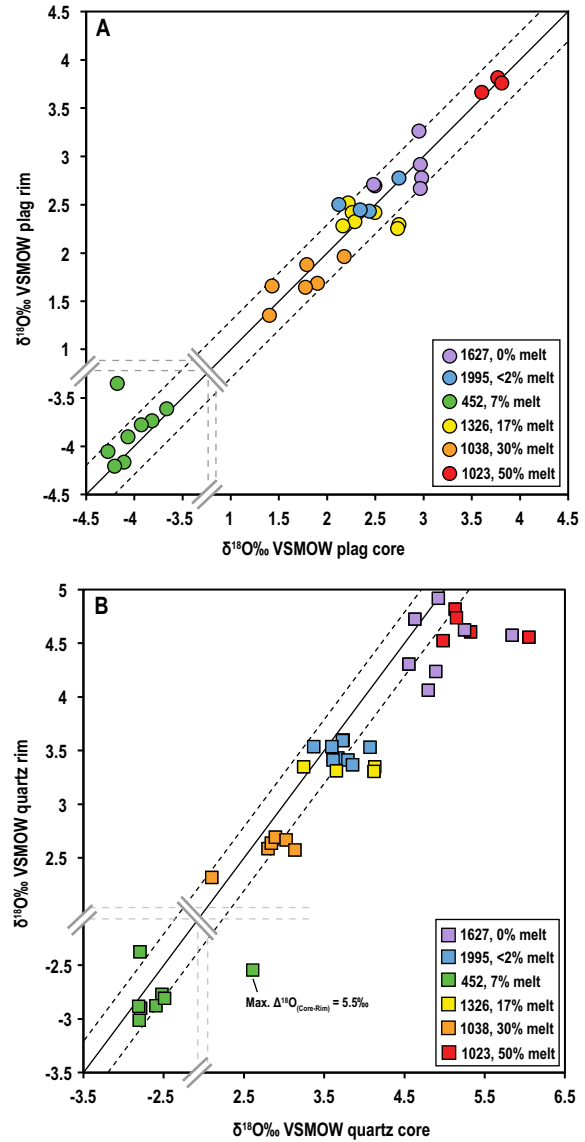 A
4.5
4
3.5
3
2.5
2
1.5
1
-3.5
-4
-4.5
δ¹⁸O‰ VSMOW plag rim
-4.5
-4
-3.5
1
1.5
2
2.5
3
3.5
4
4.5
δ¹⁸O‰ VSMOW plag core
1627, 0% melt
1995, <2% melt
452, 7% melt
1326, 17% melt
1038, 30% melt
1023, 50% melt
B
5
4.5
4
3.5
3
2.5
-2.5
-3
-3.5
δ¹⁸O‰ VSMOW quartz rim
Max. Δ¹⁸O(Core-Rim) = 5.5‰
1627, 0% melt
1995, <2% melt
452, 7% melt
1326, 17% melt
1038, 30% melt
1023, 50% melt
-3.5
-2.5
2.5
3.5
4.5
5.5
6.5
δ¹⁸O‰ VSMOW quartz core